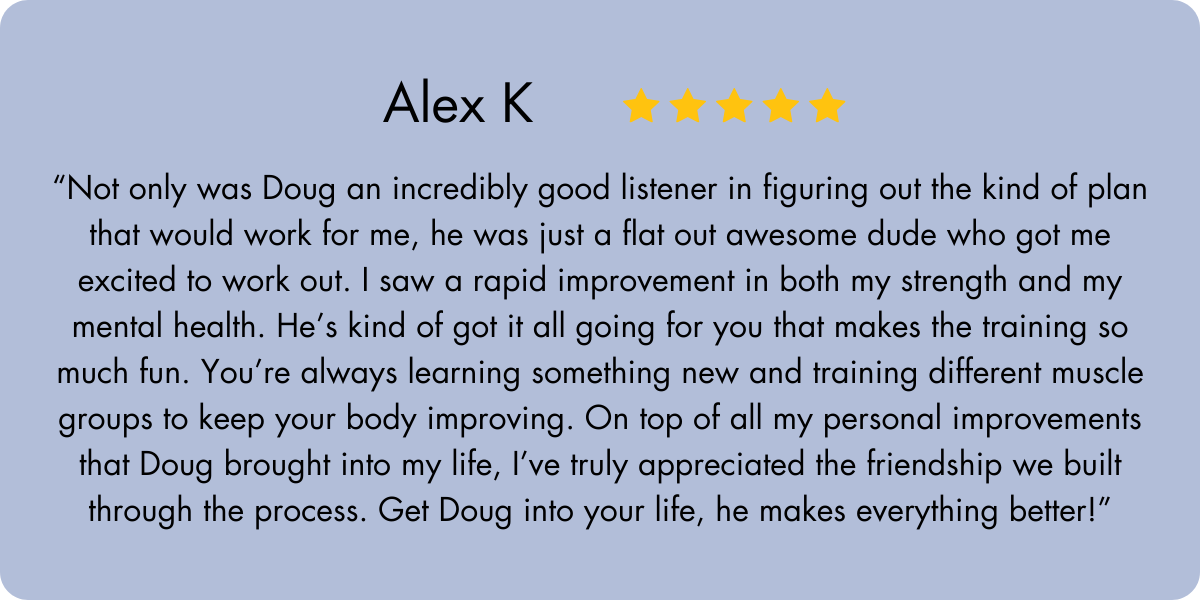 Alex K
“Not only was Doug an incredibly good listener in figuring out the kind of plan
that would work for me, he was just a flat out awesome dude who got me
excited to work out. I saw a rapid improvement in both my strength and my
mental health. He’s kind of got it all going for you that makes the training so
much fun. You’re always learning something new and training different muscle
groups to keep your body improving. On top of all my personal improvements
that Doug brought into my life, I’ve truly appreciated the friendship we built
through the process. Get Doug into your life, he makes everything better!”